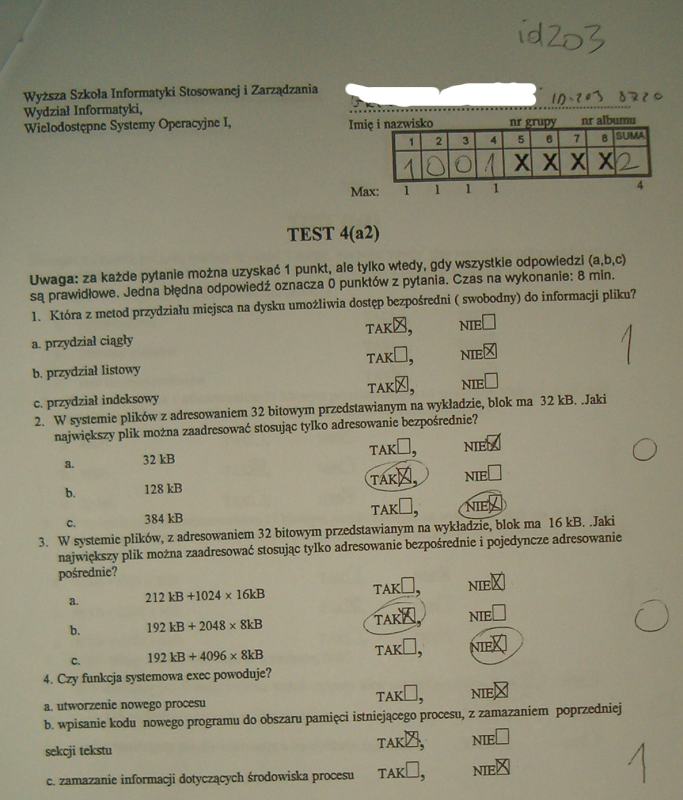 id203
Wyższa Szkoła Informatyki Stosowanej i Zarządzania
Wydział Informatyki,
Wielodostępne Systemy Operacyjne I,
ID-203 8720
Imię i nazwisko nr grupy nr albumu
1 2 3 4 5 6 7 8 SUMA
1 0 0 1 X X X X 2
Max: 1 1 1 1 4
TEST 4(a2)
Uwaga: za każde pytanie można uzyskać 1 punkt, ale tylko wtedy, gdy wszystkie odpowiedzi (a,b,c)
są prawidłowe. Jedna błędna odpowiedź oznacza 0 punktów z pytania. Czas na wykonanie: 8 min.
1. Która z metod przydziału miejsca na dysku umożliwia dostęp bezpośredni ( swobodny) do informacji pliku?
a. przydział ciągły TAK☒, NIE☐
b. przydział listowy TAK☐, NIE☒ 1
c. przydział indeksowy TAK☒, NIE☐
2. W systemie plików z adresowaniem 32 bitowym przedstawianym na wykładzie, blok ma 32 kB. .Jaki
największy plik można zaadresować stosując tylko adresowanie bezpośrednie?
a. 32 kB TAK☐, NIE☒ 0
b. 128 kB TAK☒, NIE☐
c. 384 kB TAK☐, NIE☒
3. W systemie plików, z adresowaniem 32 bitowym przedstawianym na wykładzie, blok ma 16 kB. .Jaki
największy plik można zaadresować stosując tylko adresowanie bezpośrednie i pojedyncze adresowanie
pośrednie?
a. 212 kB +1024 × 16kB TAK☐, NIE☒
b. 192 kB + 2048 × 8kB TAK☒, NIE☐ 0
c. 192 kB + 4096 × 8kB TAK☐, NIE☒
4. Czy funkcja systemowa exec powoduje?
a. utworzenie nowego procesu TAK☐, NIE☒
b. wpisanie kodu nowego programu do obszaru pamięci istniejącego procesu, z zamazaniem poprzedniej
sekcji tekstu TAK☒, NIE☐
c. zamazanie informacji dotyczących środowiska procesu TAK☐, NIE☒ 1